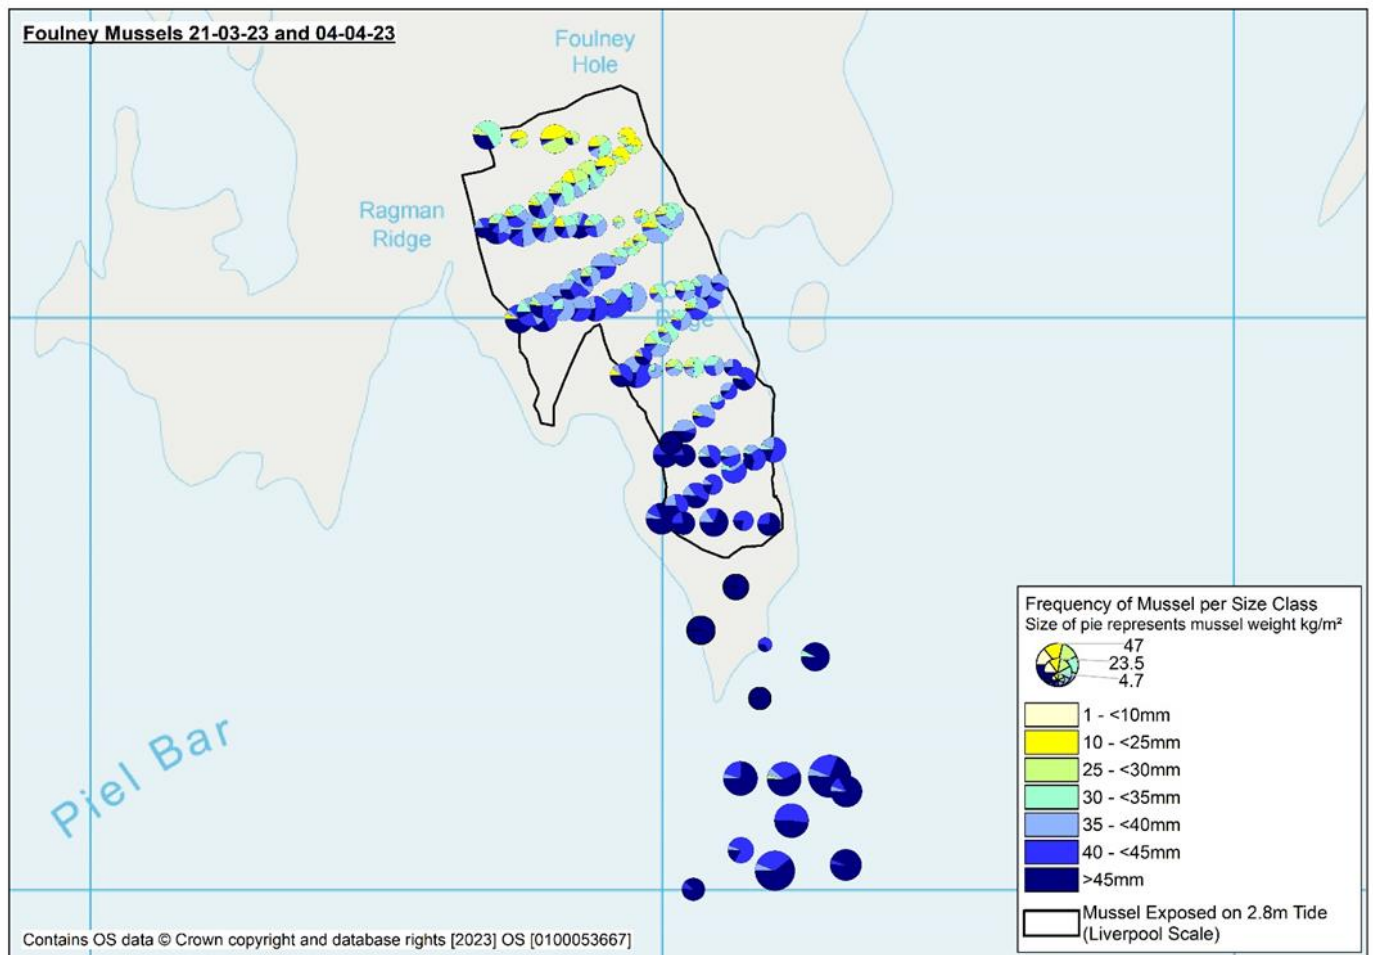 Foulney Mussels 21-03-23 and 04-04-23
Foulney
Hole
Ragman
Ridge
Ridge
Piel Bar
Frequency of Mussel per Size Class
Size of pie represents mussel weight kg/m²
47
23.5
4.7
1 - <10mm
10 - <25mm
25 - <30mm
30 - <35mm
35 - <40mm
40 - <45mm
>45mm
Mussel Exposed on 2.8m Tide
(Liverpool Scale)
Contains OS data © Crown copyright and database rights [2023] OS [0100053667]